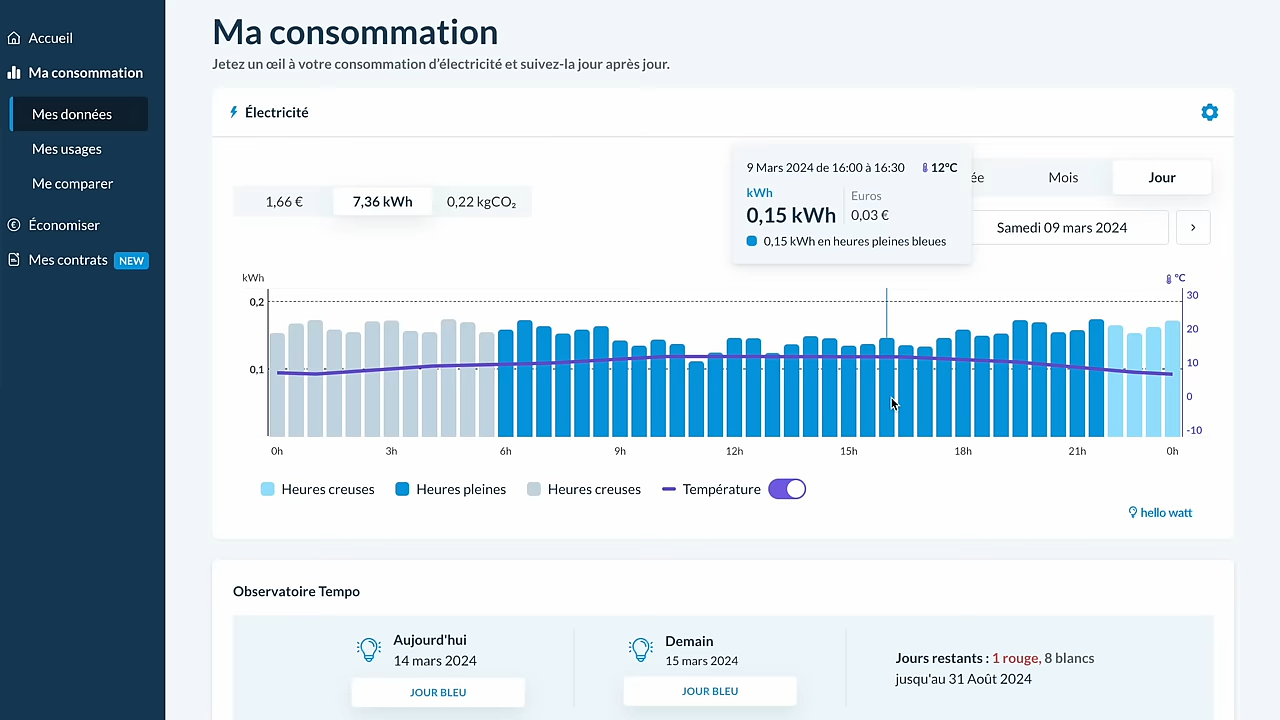 Accueil
Ma consommation
Mes données
Mes usages
Me comparer
Économiser
Mes contrats NEW
Ma consommation
Jetez un œil à votre consommation d'électricité et suivez-la jour après jour.
Électricité
1,66 € 7,36 kWh 0,22 kgCO₂
9 Mars 2024 de 16:00 à 16:30 12°C
kWh Euros
0,15 kWh 0,03 €
0,15 kWh en heures pleines bleues
ée Mois Jour
Samedi 09 mars 2024
kWh °C
0,2
0,1
30
20
10
0
-10
0h 3h 6h 9h 12h 15h 18h 21h 0h
Heures creuses Heures pleines Heures creuses Température
hello watt
Observatoire Tempo
Aujourd'hui
14 mars 2024
JOUR BLEU
Demain
15 mars 2024
JOUR BLEU
Jours restants : 1 rouge, 8 blancs
jusqu'au 31 Août 2024